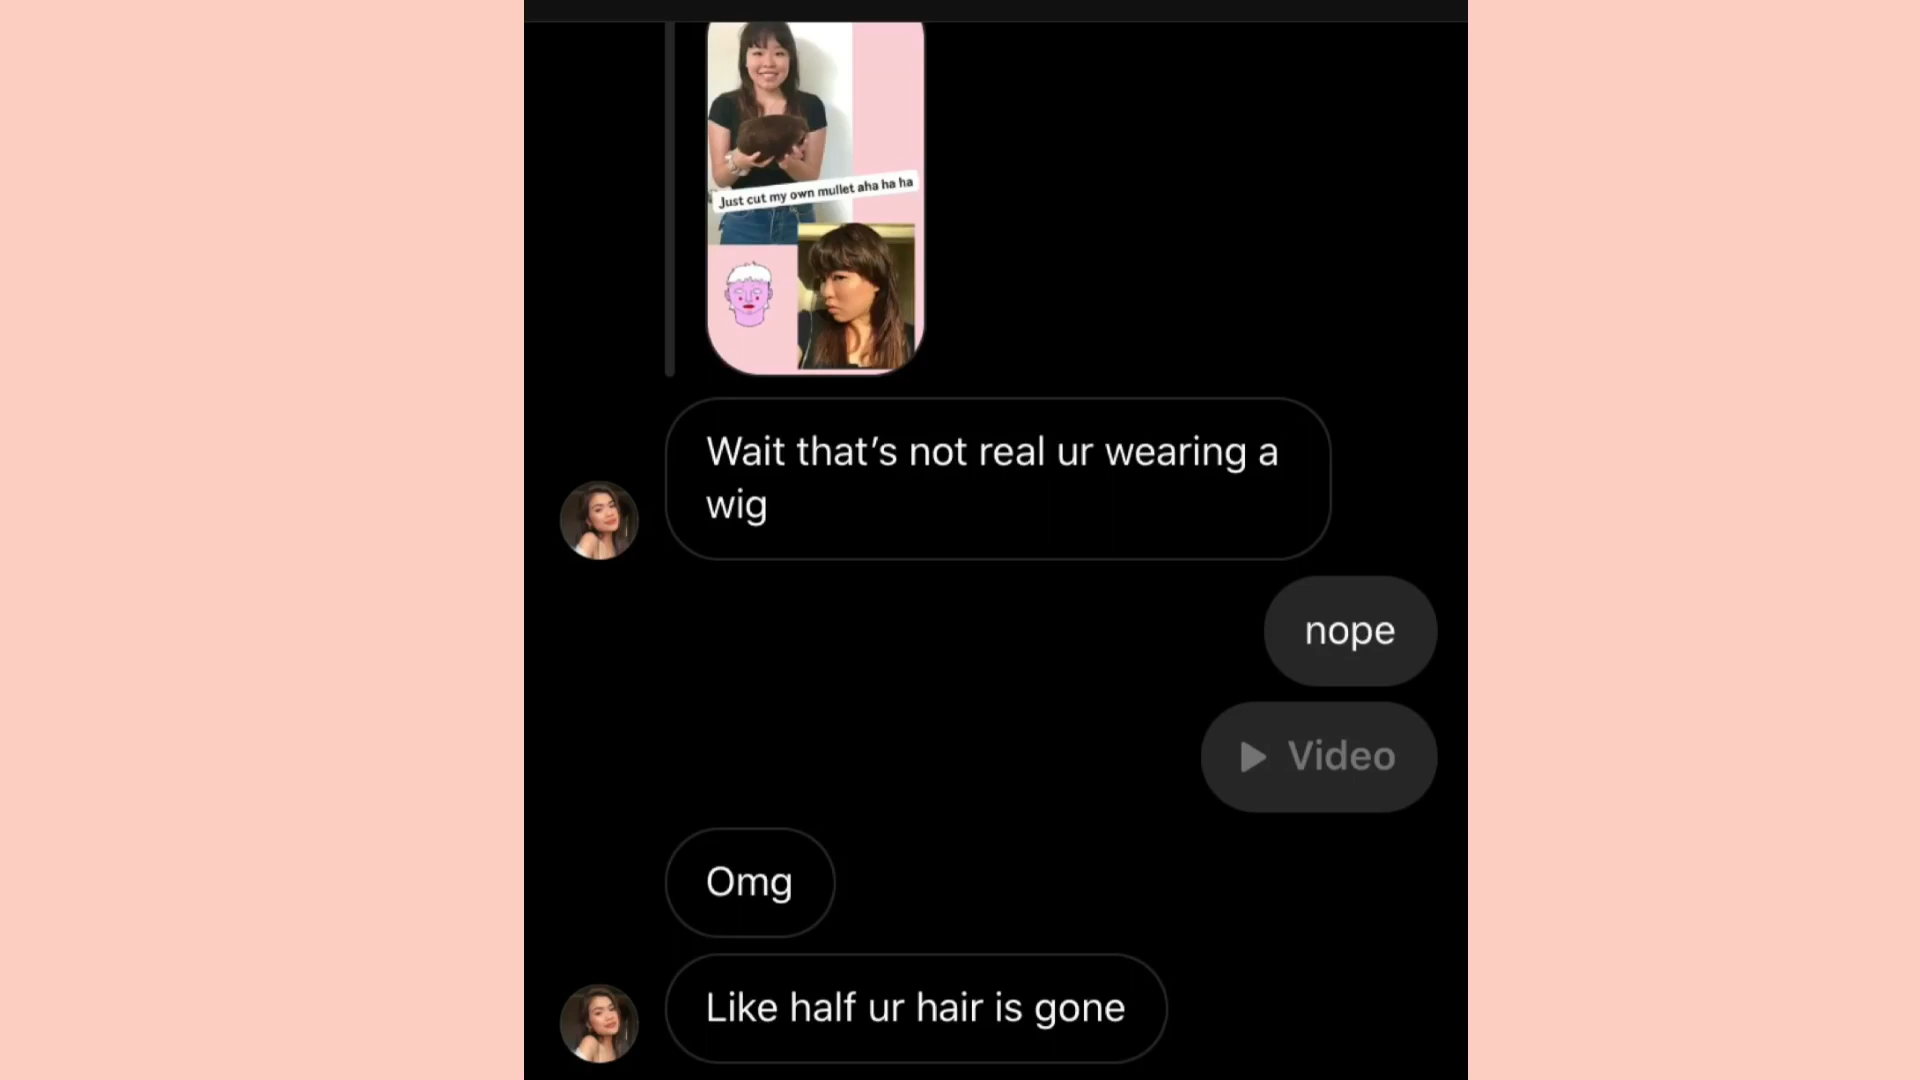 Just cut my own mullet aha ha ha
Wait that’s not real ur wearing a
wig
nope
Video
Omg
Like half ur hair is gone